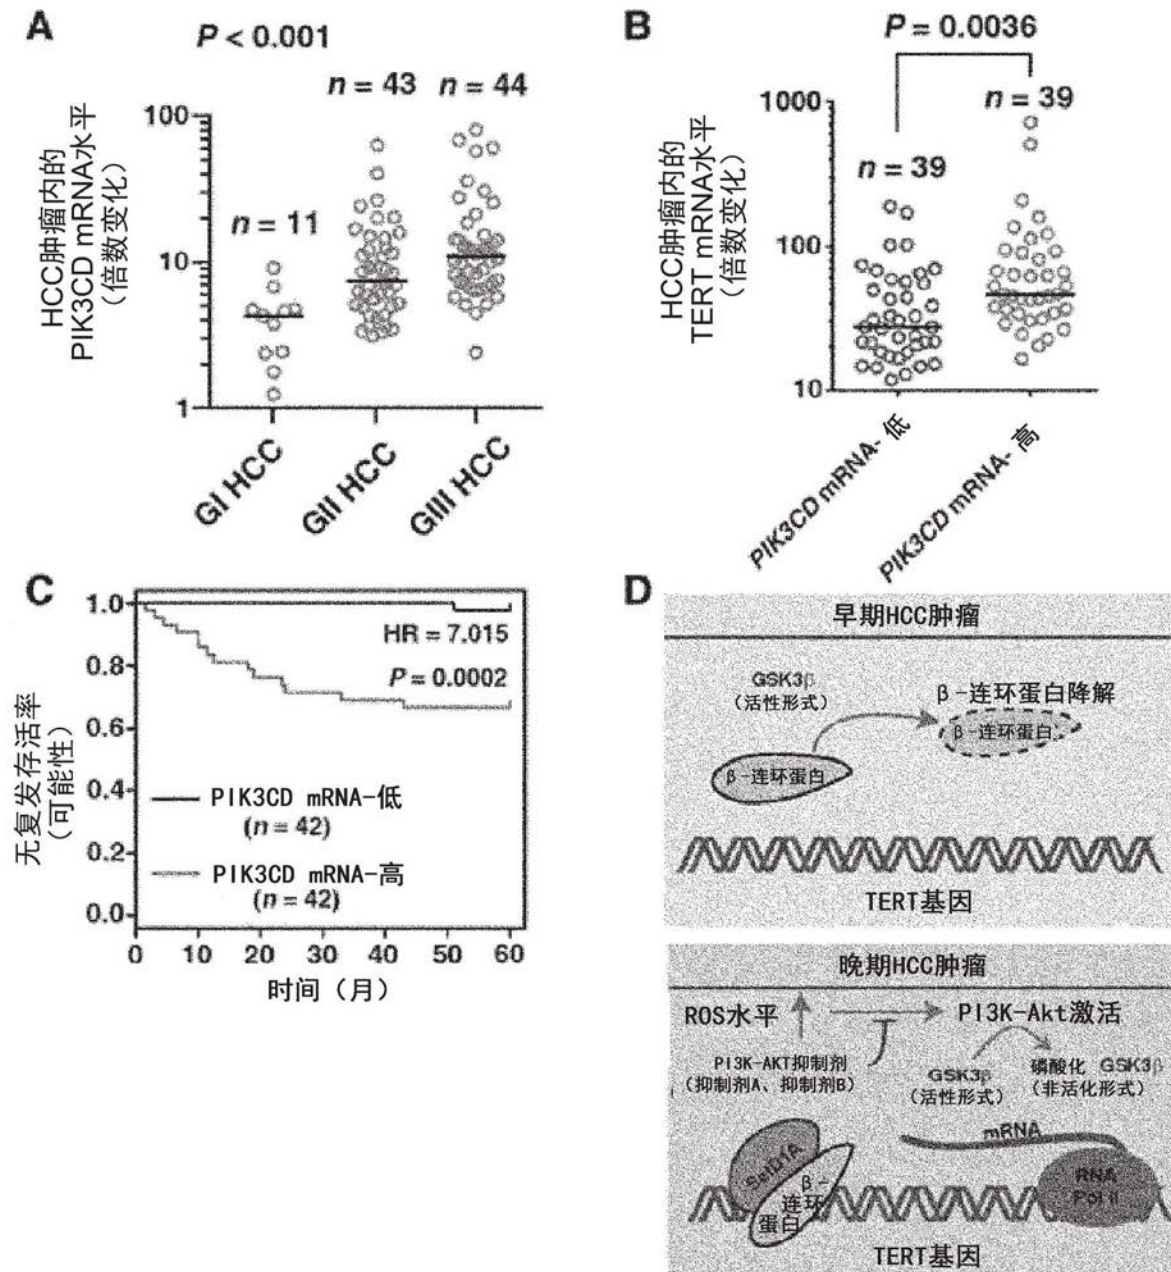 A
P < 0.001
n = 43
n = 44
n = 11
100
10
1
HCC肿瘤内的
PIK3CD mRNA水平
(倍数变化)
GI HCC
GII HCC
GIII HCC
B
P = 0.0036
n = 39
n = 39
1000
100
10
HCC肿瘤内的
TERT mRNA水平
(倍数变化)
PIK3CD mRNA- 低
PIK3CD mRNA- 高
C
1.0
0.8
0.6
0.4
0.2
0.0
HR = 7.015
P = 0.0002
无复发存活率
(可能性)
PIK3CD mRNA-低
(n = 42)
PIK3CD mRNA-高
(n = 42)
0 10 20 30 40 50 60
时间（月）
D
早期HCC肿瘤
GSK3β
(活性形式)
β-连环蛋白降解
β-连环蛋白
β-连环蛋白
TERT基因
晚期HCC肿瘤
ROS水平
PI3K-Akt激活
PI3K-AKT抑制剂
(抑制剂A、抑制剂B)
GSK3β
(活性形式)
磷酸化 GSK3β
(非活化形式)
mRNA
SetD1A
β-
连环
蛋白
RNA
Pol II
TERT基因